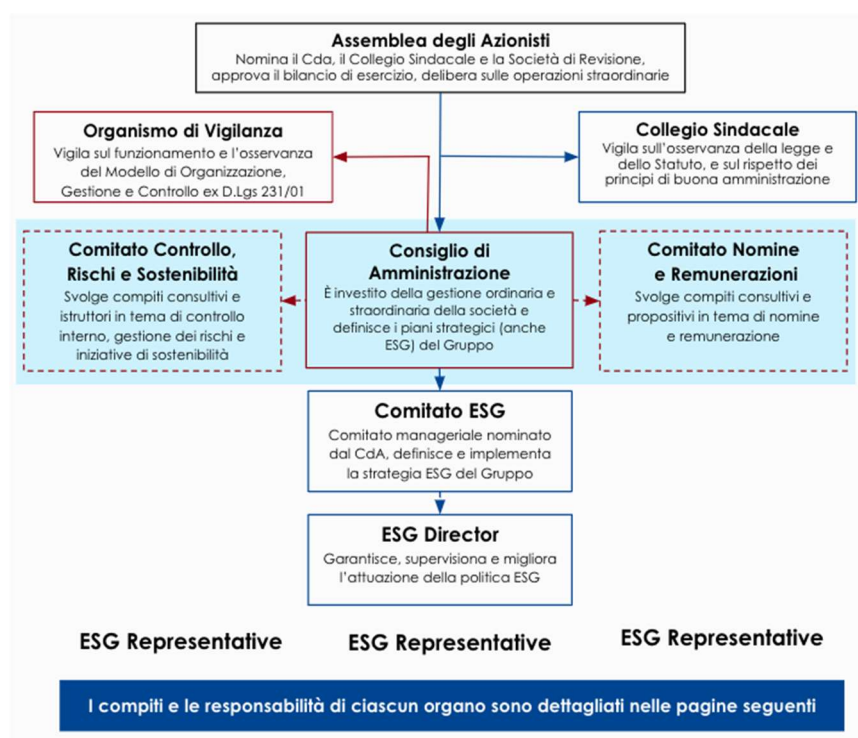 Assemblea degli Azionisti
Nomina il Cda, il Collegio Sindacale e la Società di Revisione,
approva il bilancio di esercizio, delibera sulle operazioni straordinarie
Organismo di Vigilanza
Vigila sul funzionamento e l'osservanza
del Modello di Organizzazione,
Gestione e Controllo ex D.Lgs 231/01
Collegio Sindacale
Vigila sull'osservanza della legge e
dello Statuto, e sul rispetto dei
principi di buona amministrazione
Comitato Controllo,
Rischi e Sostenibilità
Svolge compiti consultivi e
istruttori in tema di controllo
interno, gestione dei rischi e
iniziative di sostenibilità
Consiglio di
Amministrazione
È investito della gestione ordinaria e
straordinaria della società e
definisce i piani strategici (anche
ESG) del Gruppo
Comitato Nomine
e Remunerazioni
Svolge compiti consultivi e
propositivi in tema di nomine
e remunerazione
Comitato ESG
Comitato manageriale nominato
dal CdA, definisce e implementa
la strategia ESG del Gruppo
ESG Director
Garantisce, supervisiona e migliora
l'attuazione della politica ESG
ESG Representative
ESG Representative
ESG Representative
I compiti e le responsabilità di ciascun organo sono dettagliati nelle pagine seguenti